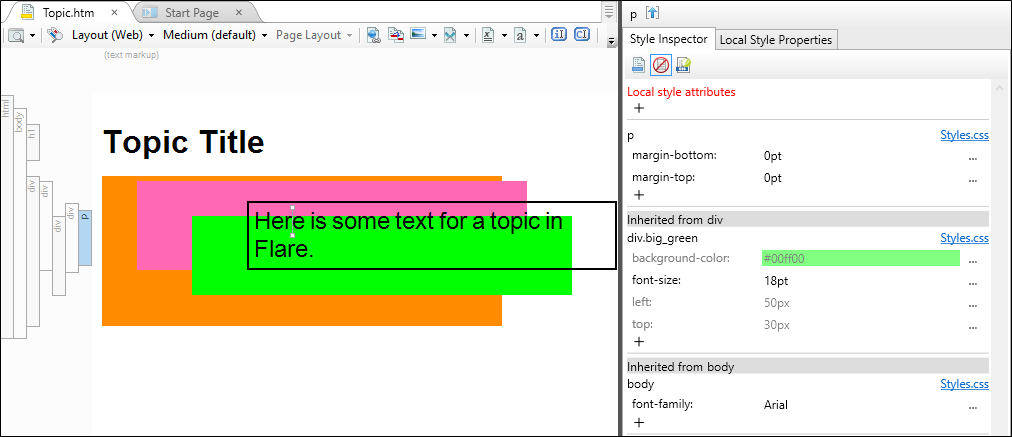 Topic.htm
Start Page
Layout (Web)
Medium (default)
Page Layout
(text markup)
html
body
h1
div
div
div
div
p
Topic Title
Here is some text for a topic in
Flare.
p
Style Inspector
Local Style Properties
Local style attributes
+
p Styles.css
margin-bottom: 0pt ...
margin-top: 0pt ...
+
Inherited from div
div.big_green Styles.css
background-color: #00ff00 ...
font-size: 18pt ...
left: 50px ...
top: 30px ...
+
Inherited from body
body Styles.css
font-family: Arial ...
+